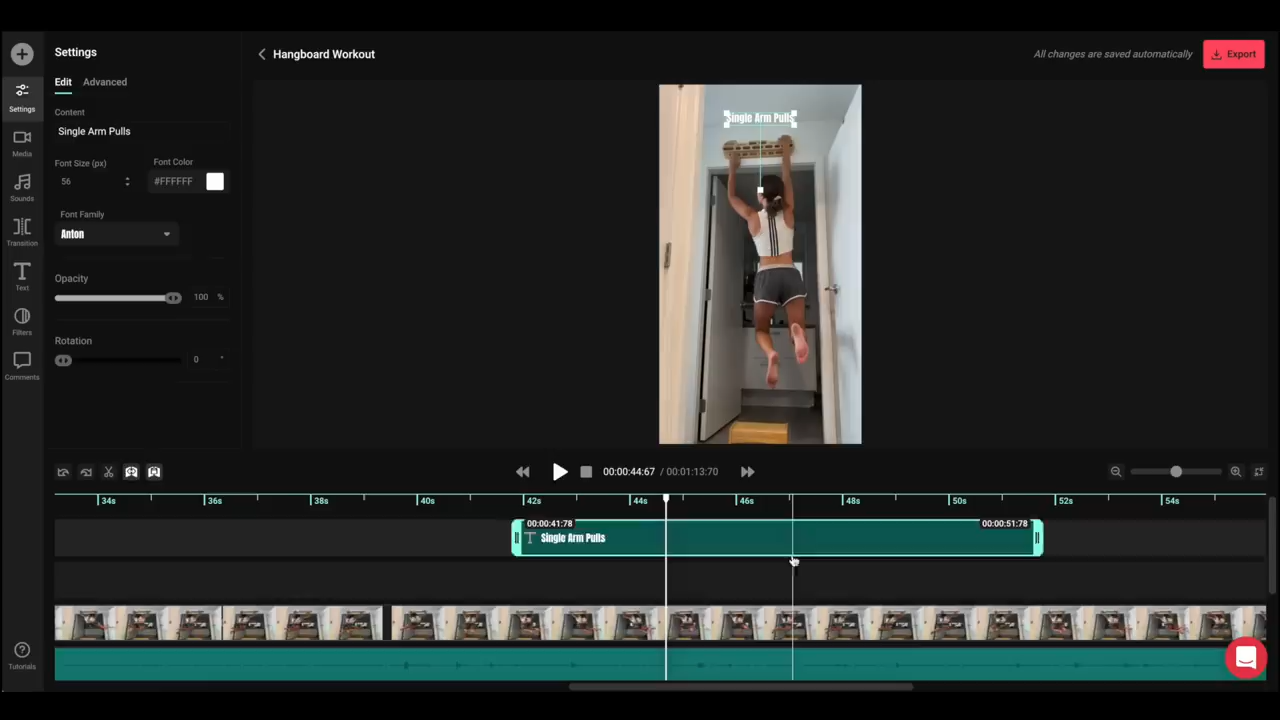 Settings
Hangboard Workout
All changes are saved automatically
Export
Edit
Advanced
Settings
Content
Single Arm Pulls
Font Size (px)
Font Color
56
#FFFFFF
Font Family
Anton
Opacity
100 %
Rotation
0 °
Media
Sounds
Transition
Text
Filters
Comments
Tutorials
Single Arm Pulls
00:00:44:67 / 00:01:13:70
34s
36s
38s
40s
42s
44s
46s
48s
50s
52s
54s
00:00:41:78
00:00:51:78
T Single Arm Pulls